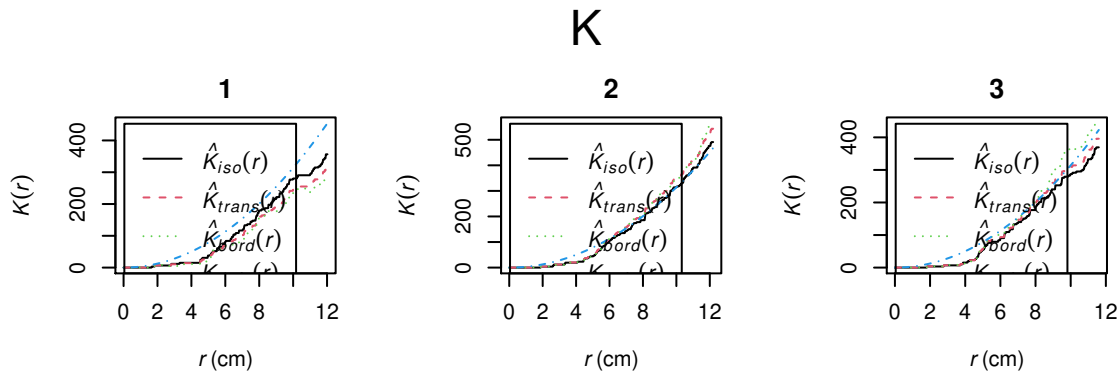 K
1
2
3
K(r)
0 200 400
K̂iso(r)
K̂trans(r)
K̂bord(r)
0 2 4 6 8 12
r (cm)
K(r)
0 200 500
K̂iso(r)
K̂trans(r)
K̂bord(r)
0 2 4 6 8 12
r (cm)
K(r)
0 200 400
K̂iso(r)
K̂trans(r)
K̂bord(r)
0 2 4 6 8 12
r (cm)